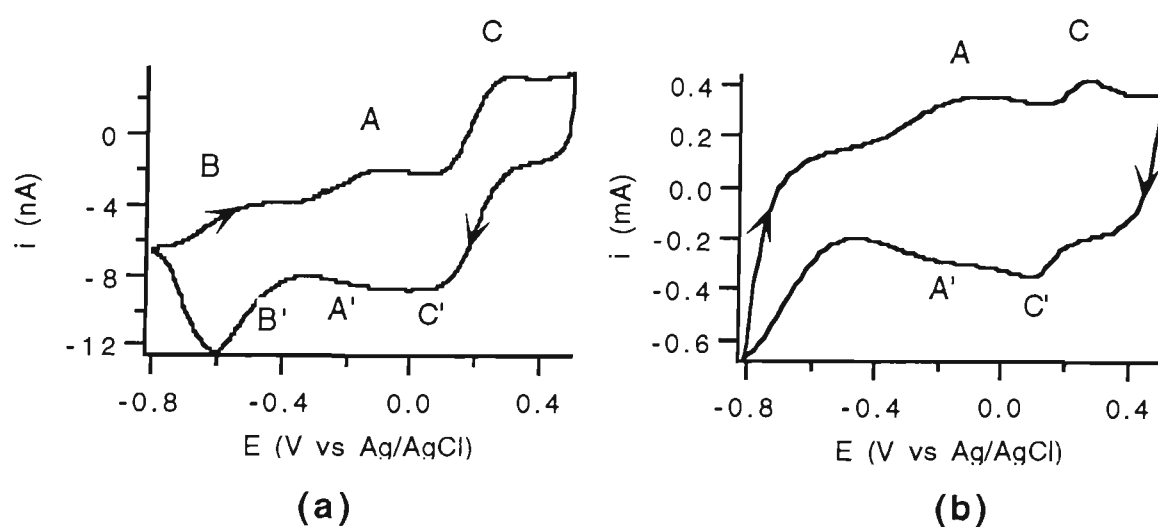 C
A
B
B'
A'
C'
i (nA)
0
-4
-8
-12
-0.8
-0.4
0.0
0.4
E (V vs Ag/AgCl)
(a)
C
A
A'
C'
i (mA)
0.4
0.2
0.0
-0.2
-0.4
-0.6
-0.8
-0.4
0.0
0.4
E (V vs Ag/AgCl)
(b)